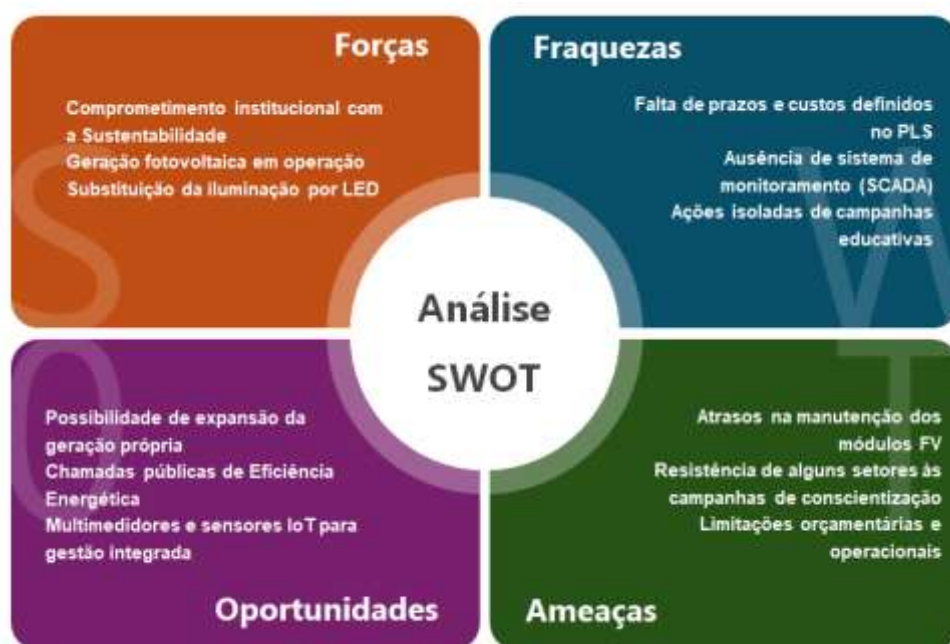 Forças
Comprometimento institucional com
a Sustentabilidade
Geração fotovoltaica em operação
Substituição da iluminação por LED
S
Fraquezas
Falta de prazos e custos definidos
no PLS
Ausência de sistema de
monitoramento (SCADA)
Ações isoladas de campanhas
educativas
W
Análise
SWOT
O
Possibilidade de expansão da
geração própria
Chamadas públicas de Eficiência
Energética
Multimedidores e sensores IoT para
gestão integrada
Oportunidades
T
Atrasos na manutenção dos
módulos FV
Resistência de alguns setores às
campanhas de conscientização
Limitações orçamentárias e
operacionais
Ameaças